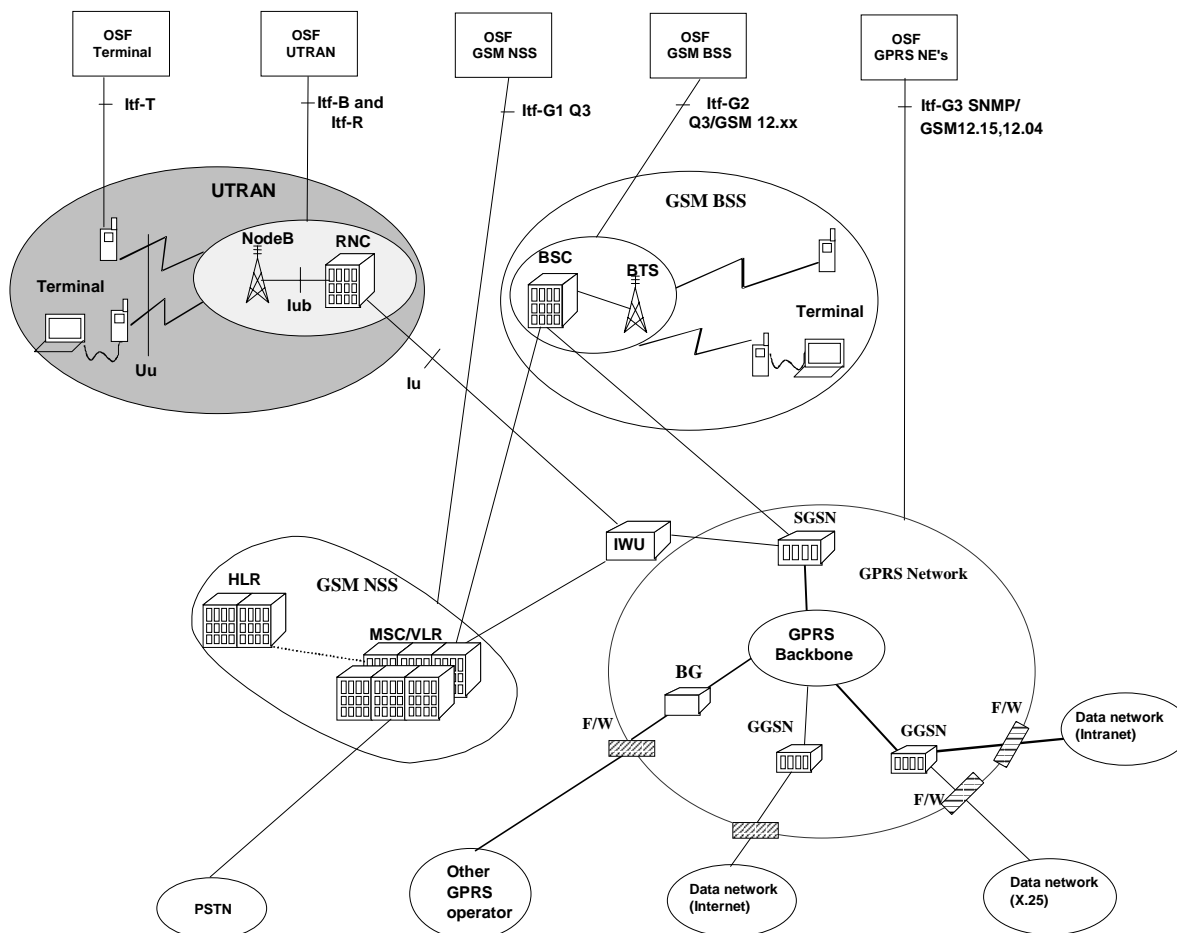 OSF
Terminal
OSF
UTRAN
OSF
GSM NSS
OSF
GSM BSS
OSF
GPRS NE's
Itf-T
Itf-B and
Itf-R
Itf-G1 Q3
Itf-G2
Q3/GSM 12.xx
Itf-G3 SNMP/
GSM12.15,12.04
UTRAN
GSM BSS
NodeB
RNC
BSC
BTS
Terminal
Iub
Terminal
Uu
Iu
SGSN
IWU
GPRS Network
HLR
GSM NSS
MSC/VLR
GPRS
Backbone
BG
F/W
GGSN
GGSN
F/W
Data network
(Intranet)
F/W
Other
GPRS
operator
PSTN
Data network
(Internet)
Data network
(X.25)